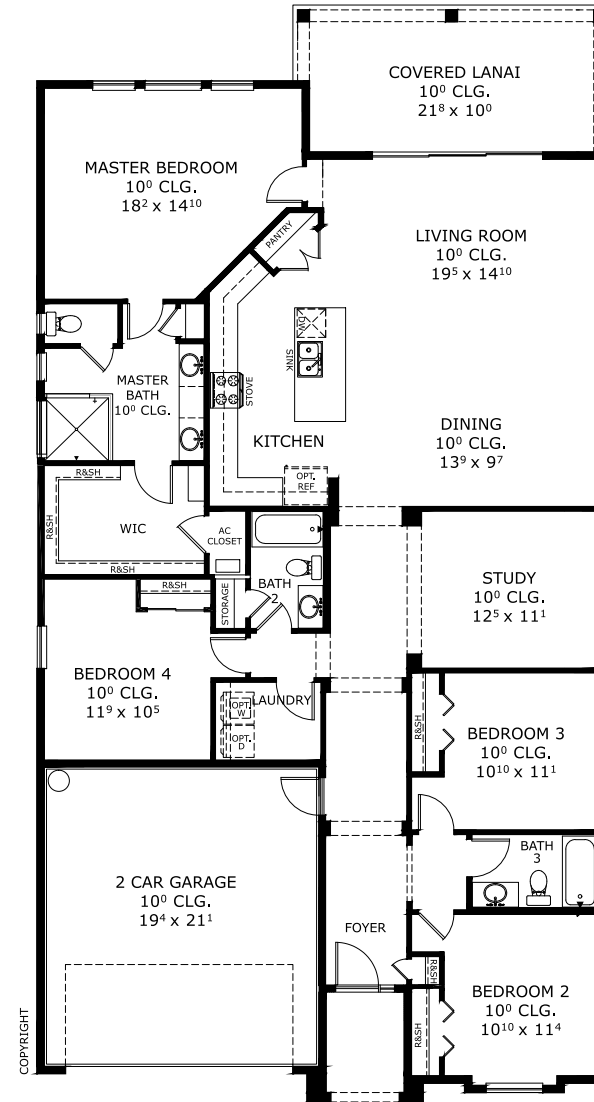 COVERED LANAI
10⁰ CLG.
21⁸ x 10⁰
MASTER BEDROOM
10⁰ CLG.
18² x 14¹⁰
PANTRY
LIVING ROOM
10⁰ CLG.
19⁵ x 14¹⁰
DW
SINK
STOVE
MASTER
BATH
10⁰ CLG.
KITCHEN
DINING
10⁰ CLG.
13⁹ x 9⁷
OPT.
REF
R&SH
R&SH
WIC
R&SH
AC
CLOSET
BATH
2
STORAGE
R&SH
STUDY
10⁰ CLG.
12⁵ x 11¹
BEDROOM 4
10⁰ CLG.
11⁹ x 10⁵
LAUNDRY
OPT.
W
OPT.
D
R&SH
BEDROOM 3
10⁰ CLG.
10¹⁰ x 11¹
BATH
3
2 CAR GARAGE
10⁰ CLG.
19⁴ x 21¹
FOYER
R&SH
R&SH
BEDROOM 2
10⁰ CLG.
10¹⁰ x 11⁴
COPYRIGHT